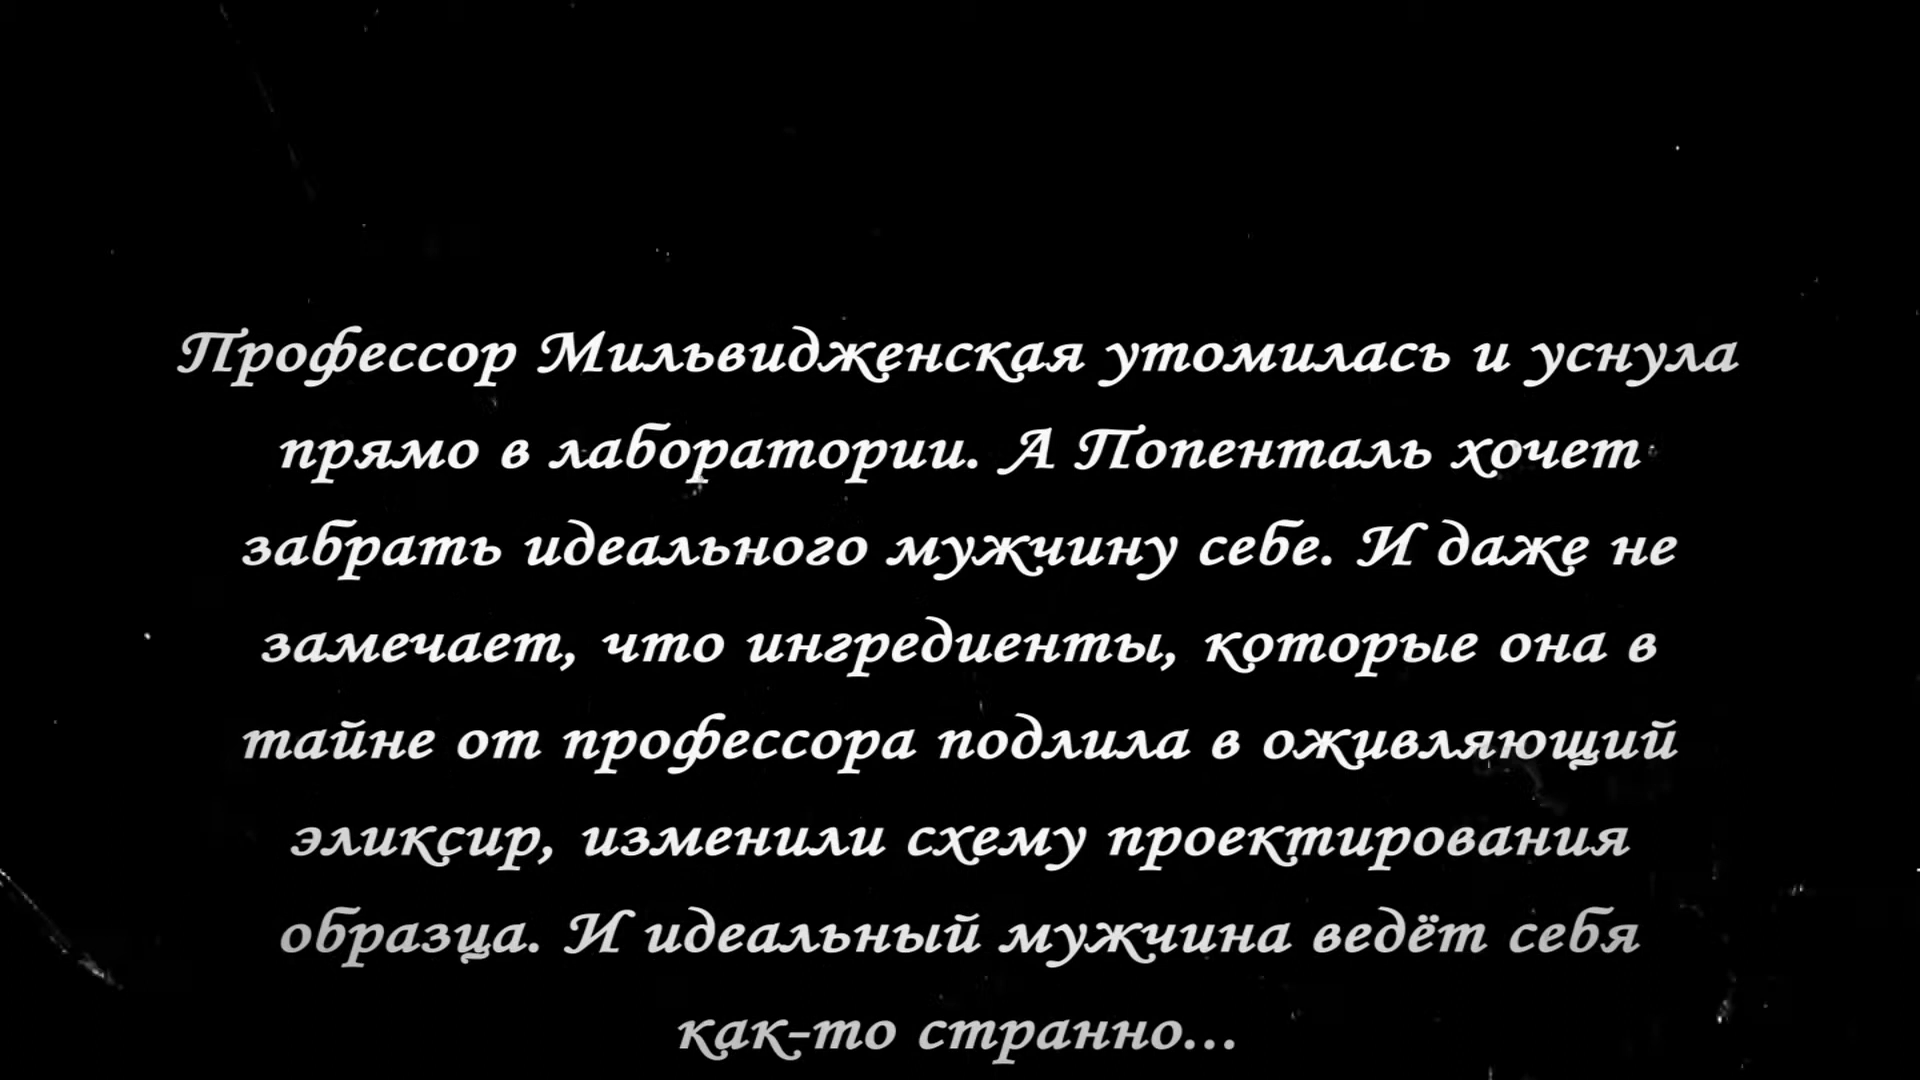 Профессор Мильвидженская утомилась и уснула
прямо в лаборатории. А Попенталь хочет
забрать идеального мужчину себе. И даже не
замечает, что ингредиенты, которые она в
тайне от профессора подлила в оживляющий
эликсир, изменили схему проектирования
образца. И идеальный мужчина ведёт себя
как-то странно...